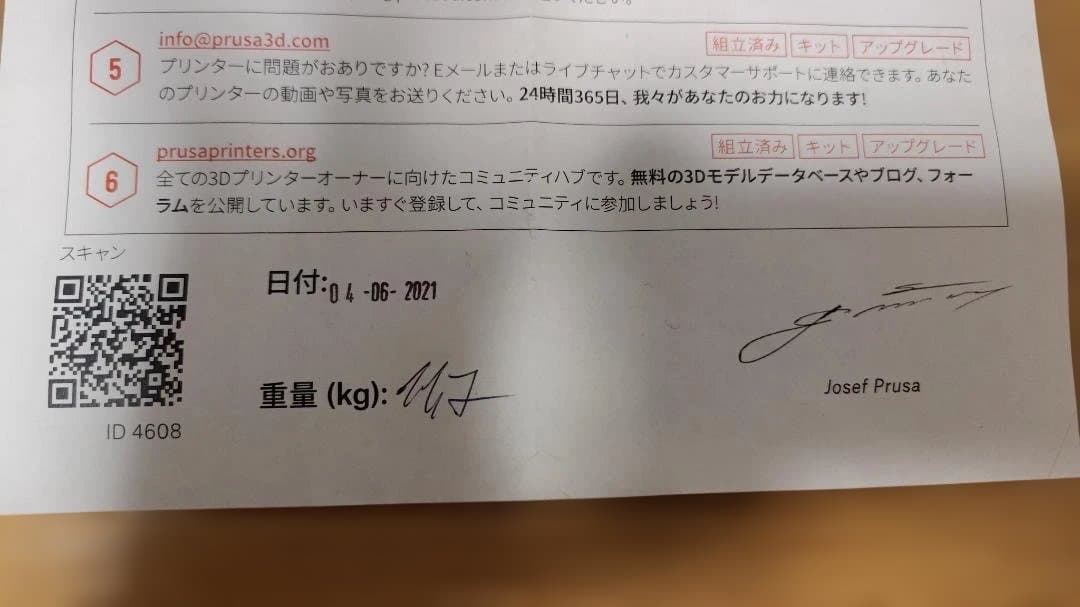 info@prusa3d.com
組立済み キット アップグレード
5
プリンターに問題がおありですか? Eメールまたはライブチャットでカスタマーサポートに連絡できます。あなた
のプリンターの動画や写真をお送りください。24時間365日、我々があなたのお力になります!
prusaprinters.org
組立済み キット アップグレード
6
全ての3Dプリンターオーナーに向けたコミュニティハブです。無料の3Dモデルデータベースやブログ、フォー
ラムを公開しています。いますぐ登録して、コミュニティに参加しましょう!
スキャン
日付: 04 -06- 2021
重量 (kg):
Josef Prusa
ID 4608